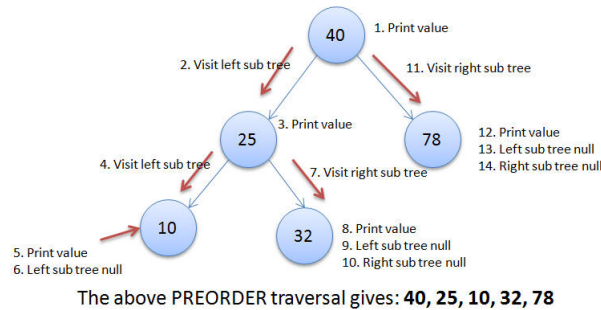 40
1. Print value
2. Visit left sub tree
11. Visit right sub tree
25
3. Print value
78
12. Print value
13. Left sub tree null
14. Right sub tree null
4. Visit left sub tree
7. Visit right sub tree
10
32
5. Print value
6. Left sub tree null
8. Print value
9. Left sub tree null
10. Right sub tree null
The above PREORDER traversal gives: 40, 25, 10, 32, 78